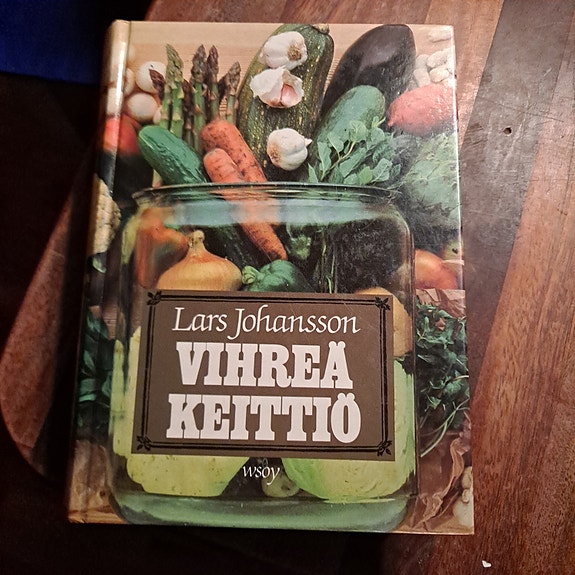 Lars Johansson
VIHREÄ
KEITTIÖ
wsoy